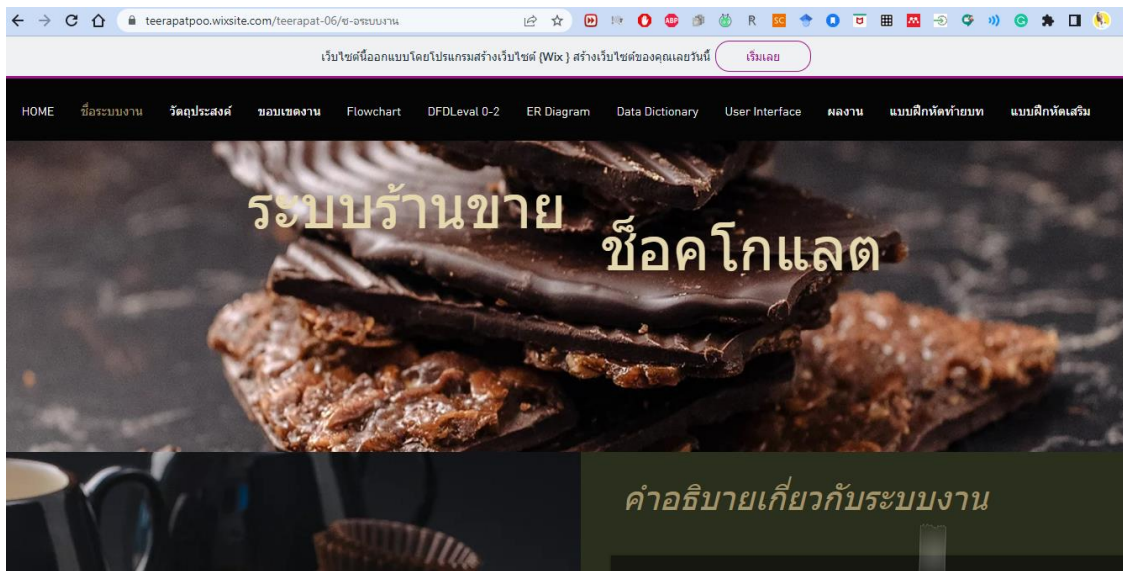 teerapatpoo.wixsite.com/teerapat-06/ช-อระบบงาน
เว็บไซต์นี้ออกแบบโดยโปรแกรมสร้างเว็บไซต์ {Wix } สร้างเว็บไซต์ของคุณเลยวันนี้ เริ่มเลย
HOME ชื่อระบบงาน วัตถุประสงค์ ขอบเขตงาน Flowchart DFDLeval 0-2 ER Diagram Data Dictionary User Interface ผลงาน แบบฝึกหัดท้ายบท แบบฝึกหัดเสริม
ระบบร้านขาย
ช็อคโกแลต
คำอธิบายเกี่ยวกับระบบงาน